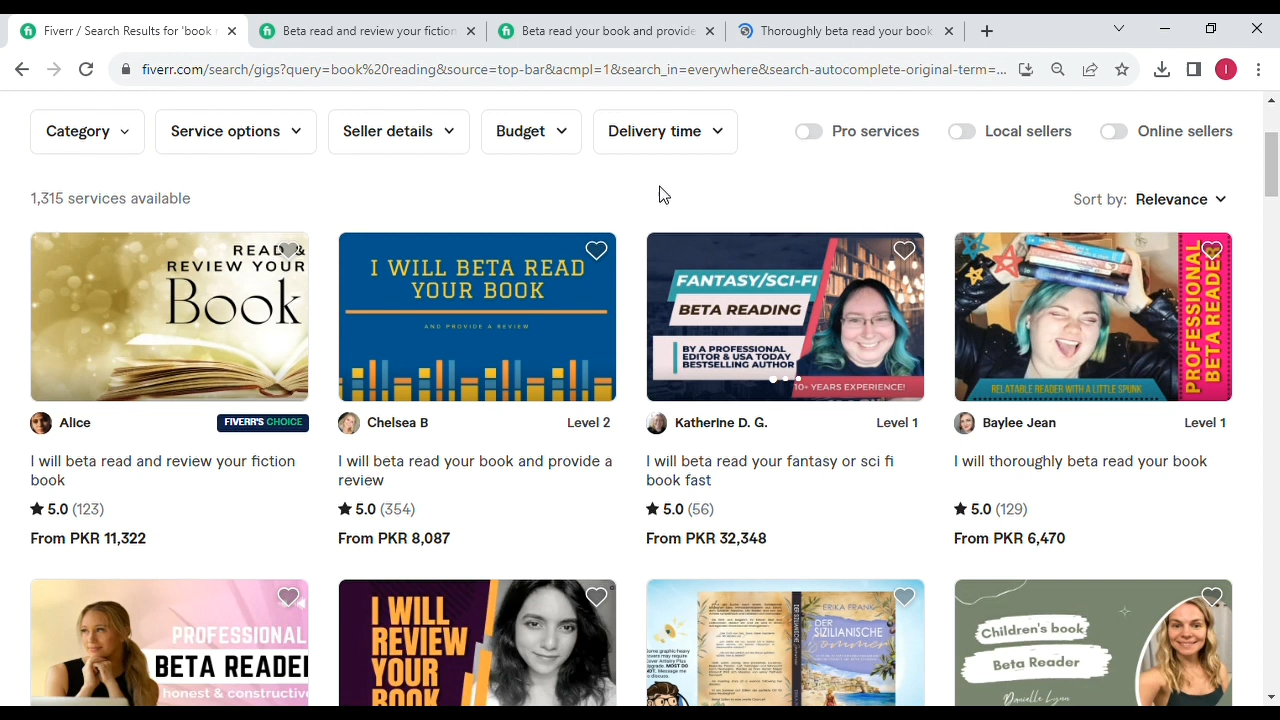 Fiverr / Search Results for 'book
Beta read and review your fiction
Beta read your book and provide
Thoroughly beta read your book
fiverr.com/search/gigs?query=book%20reading&source=top-bar&acmpl=1&search_in=everywhere&search-autocomplete-original-term=...
I
Category
Service options
Seller details
Budget
Delivery time
Pro services
Local sellers
Online sellers
1,315 services available
Sort by: Relevance
READ &
REVIEW YOUR
Book
I WILL BETA READ
YOUR BOOK
AND PROVIDE A REVIEW
FANTASY/SCI-FI
BETA READING
BY A PROFESSIONAL
EDITOR & USA TODAY
BESTSELLING AUTHOR
10+ YEARS EXPERIENCE!
PROFESSIONAL
BETA READER
RELATABLE READER WITH A LITTLE SPUNK
Alice
FIVERR'S CHOICE
Chelsea B
Level 2
Katherine D. G.
Level 1
Baylee Jean
Level 1
I will beta read and review your fiction
book
I will beta read your book and provide a
review
I will beta read your fantasy or sci fi
book fast
I will thoroughly beta read your book
5.0 (123)
5.0 (354)
5.0 (56)
5.0 (129)
From PKR 11,322
From PKR 8,087
From PKR 32,348
From PKR 6,470
PROFESSIONAL
BETA READER
honest & constructive
I WILL
REVIEW
YOUR
BOOK
ERIKA FRANK
DER
SIZILIANISCHE
Sommer
Children's book
Beta Reader
Danielle Lynn